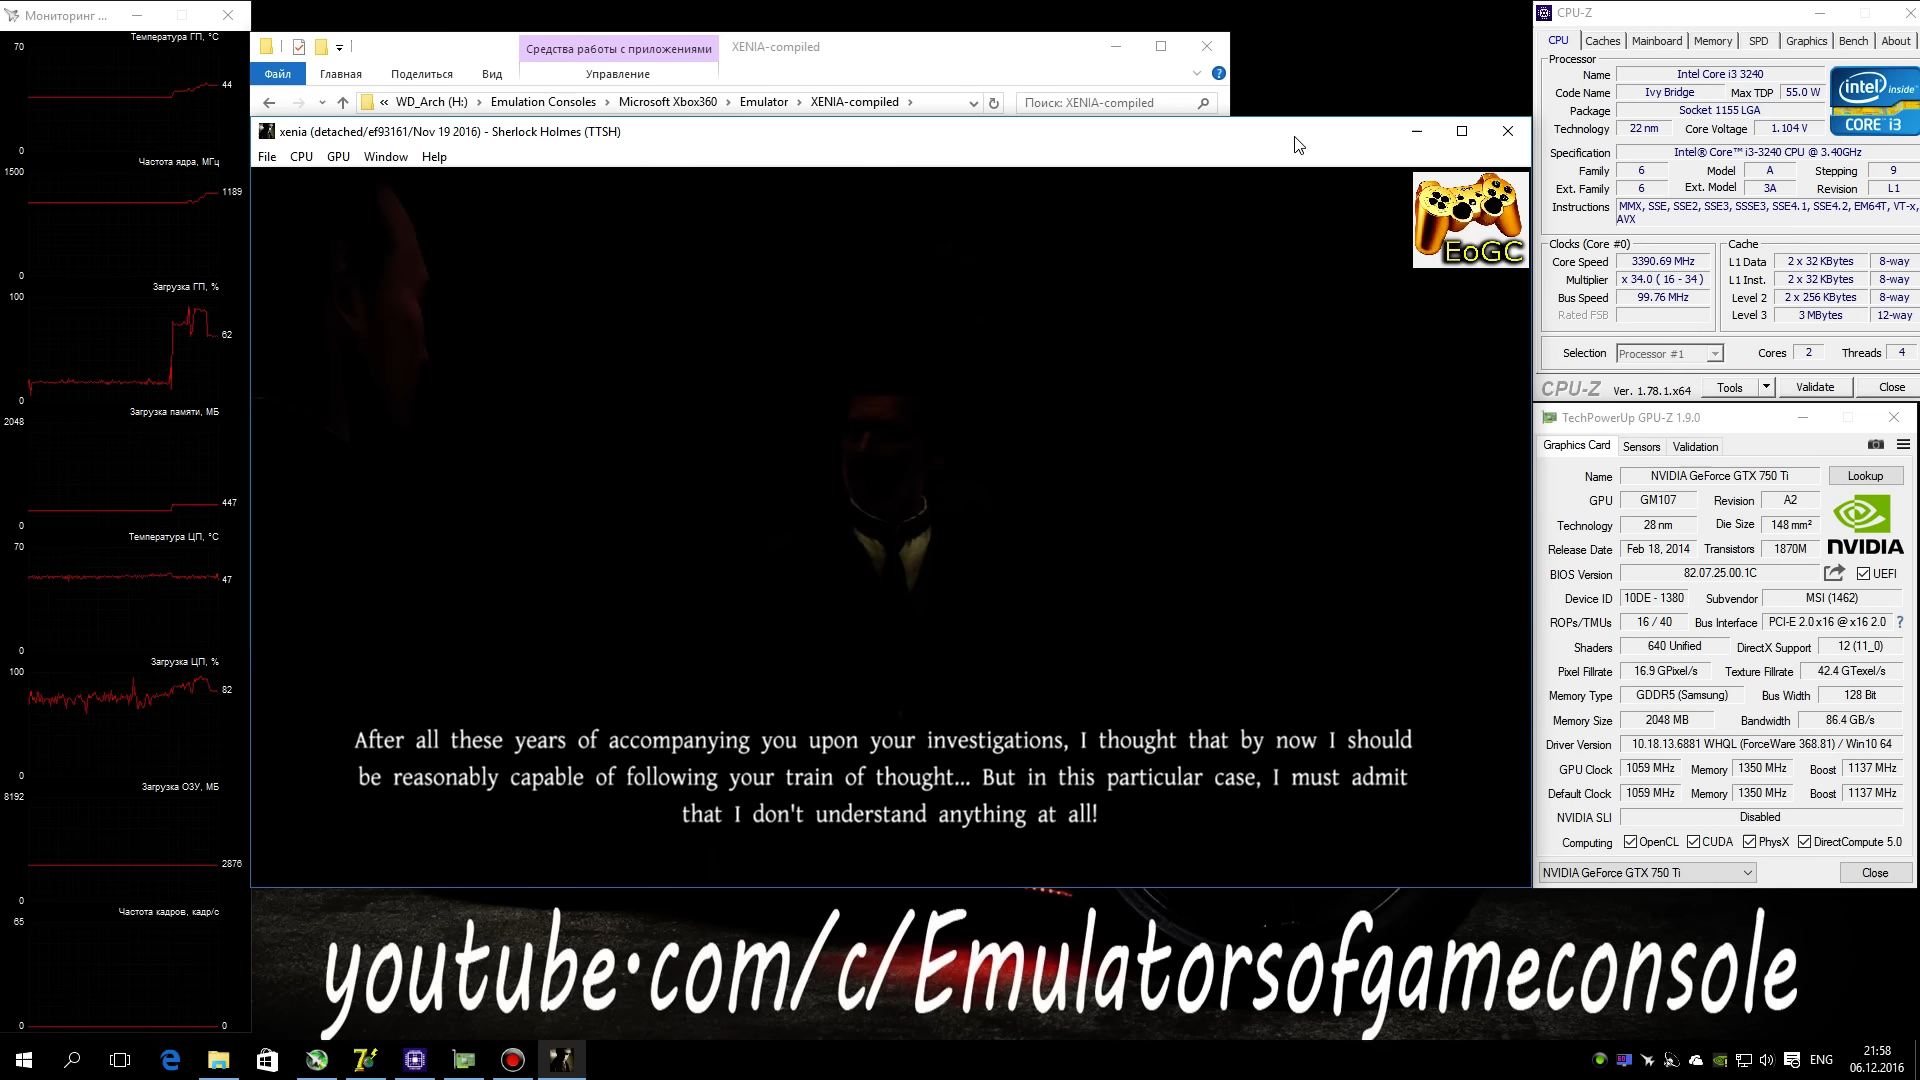 Мониторинг ...
Температура ГП, °C
70
44
0
Частота ядра, МГц
1500
1189
0
Загрузка ГП, %
100
62
0
Загрузка памяти, МБ
2048
447
0
Температура ЦП, °C
70
47
0
Загрузка ЦП, %
100
82
0
Загрузка ОЗУ, МБ
8192
2876
0
Частота кадров, кадр/с
65
0
0
Средства работы с приложениями
XENIA-compiled
Файл
Главная
Поделиться
Вид
Управление
« WD_Arch (H:) › Emulation Consoles › Microsoft Xbox360 › Emulator › XENIA-compiled ›
Поиск: XENIA-compiled
xenia (detached/ef93161/Nov 19 2016) - Sherlock Holmes (TTSH)
File CPU GPU Window Help
EoGC
After all these years of accompanying you upon your investigations, I thought that by now I should
be reasonably capable of following your train of thought... But in this particular case, I must admit
that I don't understand anything at all!
youtube.com/c/Emulatorsofgameconsole
CPU-Z
CPU Caches Mainboard Memory SPD Graphics Bench About
Processor
Name Intel Core i3 3240
Code Name Ivy Bridge Max TDP 55.0 W
Package Socket 1155 LGA
Technology 22 nm Core Voltage 1.104 V
intel inside™
CORE i3
Specification Intel® Core™ i3-3240 CPU @ 3.40GHz
Family 6 Model A Stepping 9
Ext. Family 6 Ext. Model 3A Revision L1
Instructions MMX, SSE, SSE2, SSE3, SSSE3, SSE4.1, SSE4.2, EM64T, VT-x,
AVX
Clocks (Core #0)
Core Speed 3390.69 MHz
Multiplier x 34.0 ( 16 - 34 )
Bus Speed 99.76 MHz
Rated FSB
Cache
L1 Data 2 x 32 KBytes 8-way
L1 Inst. 2 x 32 KBytes 8-way
Level 2 2 x 256 KBytes 8-way
Level 3 3 MBytes 12-way
Selection Processor #1 Cores 2 Threads 4
CPU-Z Ver. 1.78.1.x64 Tools Validate Close
TechPowerUp GPU-Z 1.9.0
Graphics Card Sensors Validation
Name NVIDIA GeForce GTX 750 Ti Lookup
GPU GM107 Revision A2
Technology 28 nm Die Size 148 mm²
Release Date Feb 18, 2014 Transistors 1870M
NVIDIA
BIOS Version 82.07.25.00.1C UEFI
Device ID 10DE - 1380 Subvendor MSI (1462)
ROPs/TMUs 16 / 40 Bus Interface PCI-E 2.0 x16 @ x16 2.0 ?
Shaders 640 Unified DirectX Support 12 (11_0)
Pixel Fillrate 16.9 GPixel/s Texture Fillrate 42.4 GTexel/s
Memory Type GDDR5 (Samsung) Bus Width 128 Bit
Memory Size 2048 MB Bandwidth 86.4 GB/s
Driver Version 10.18.13.6881 WHQL (ForceWare 368.81) / Win10 64
GPU Clock 1059 MHz Memory 1350 MHz Boost 1137 MHz
Default Clock 1059 MHz Memory 1350 MHz Boost 1137 MHz
NVIDIA SLI Disabled
Computing OpenCL CUDA PhysX DirectCompute 5.0
NVIDIA GeForce GTX 750 Ti Close
ENG
21:58
06.12.2016